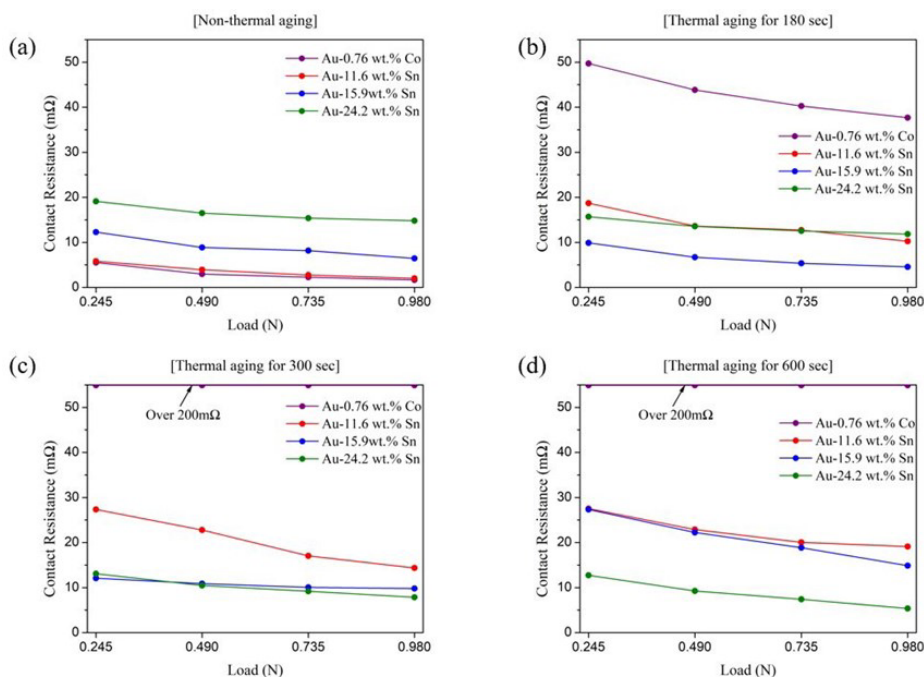 [Non-thermal aging]
(a)
Contact Resistance (mΩ)
50
40
30
20
10
0
Au-0.76 wt.% Co
Au-11.6 wt.% Sn
Au-15.9wt.% Sn
Au-24.2 wt.% Sn
0.245
0.490
0.735
0.980
Load (N)
[Thermal aging for 180 sec]
(b)
Contact Resistance (mΩ)
50
40
30
20
10
0
Au-0.76 wt.% Co
Au-11.6 wt.% Sn
Au-15.9 wt.% Sn
Au-24.2 wt.% Sn
0.245
0.490
0.735
0.980
Load (N)
[Thermal aging for 300 sec]
(c)
Contact Resistance (mΩ)
50
40
30
20
10
0
Over 200mΩ
Au-0.76 wt.% Co
Au-11.6 wt.% Sn
Au-15.9wt.% Sn
Au-24.2 wt.% Sn
0.245
0.490
0.735
0.980
Load (N)
[Thermal aging for 600 sec]
(d)
Contact Resistance (mΩ)
50
40
30
20
10
0
Over 200mΩ
Au-0.76 wt.% Co
Au-11.6 wt.% Sn
Au-15.9 wt.% Sn
Au-24.2 wt.% Sn
0.245
0.490
0.735
0.980
Load (N)